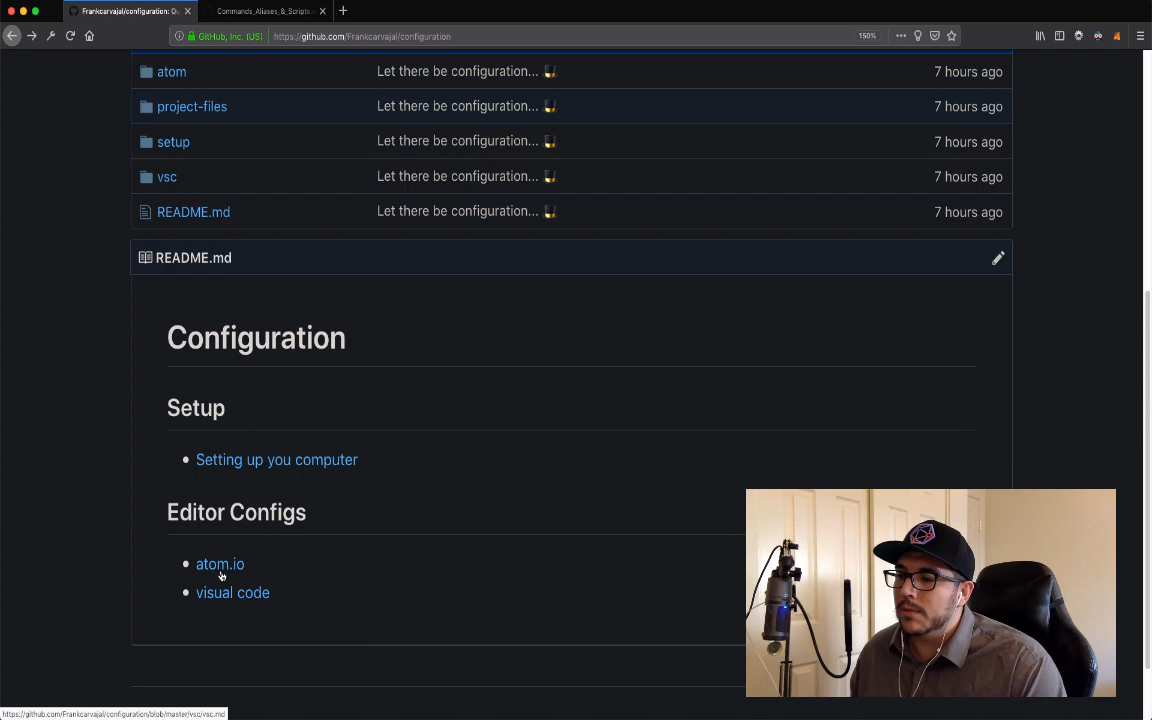 Frankcarvajal/configuration: Ou
Commands_Aliases_&_Scripts.
GitHub, Inc. (US)
https://github.com/Frankcarvajal/configuration
150%
atom
Let there be configuration...
7 hours ago
project-files
Let there be configuration...
7 hours ago
setup
Let there be configuration...
7 hours ago
vsc
Let there be configuration...
7 hours ago
README.md
Let there be configuration...
7 hours ago
README.md
Configuration
Setup
Setting up you computer
Editor Configs
atom.io
visual code
https://github.com/Frankcarvajal/configuration/blob/master/vsc/vsc.md